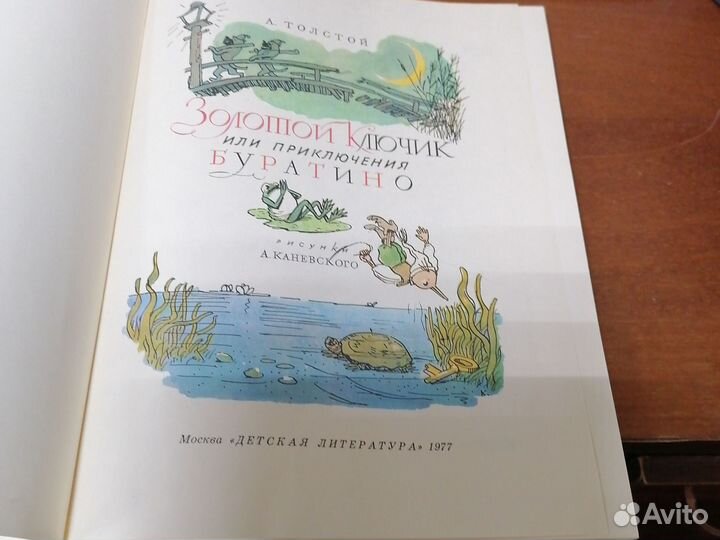 А. ТОЛСТОЙ
ЗОЛОТОЙ КЛЮЧИК
ИЛИ ПРИКЛЮЧЕНИЯ
БУРАТИНО
РИСУНКИ
А. КАНЕВСКОГО
К.
Москва «ДЕТСКАЯ ЛИТЕРАТУРА» 1977
Avito